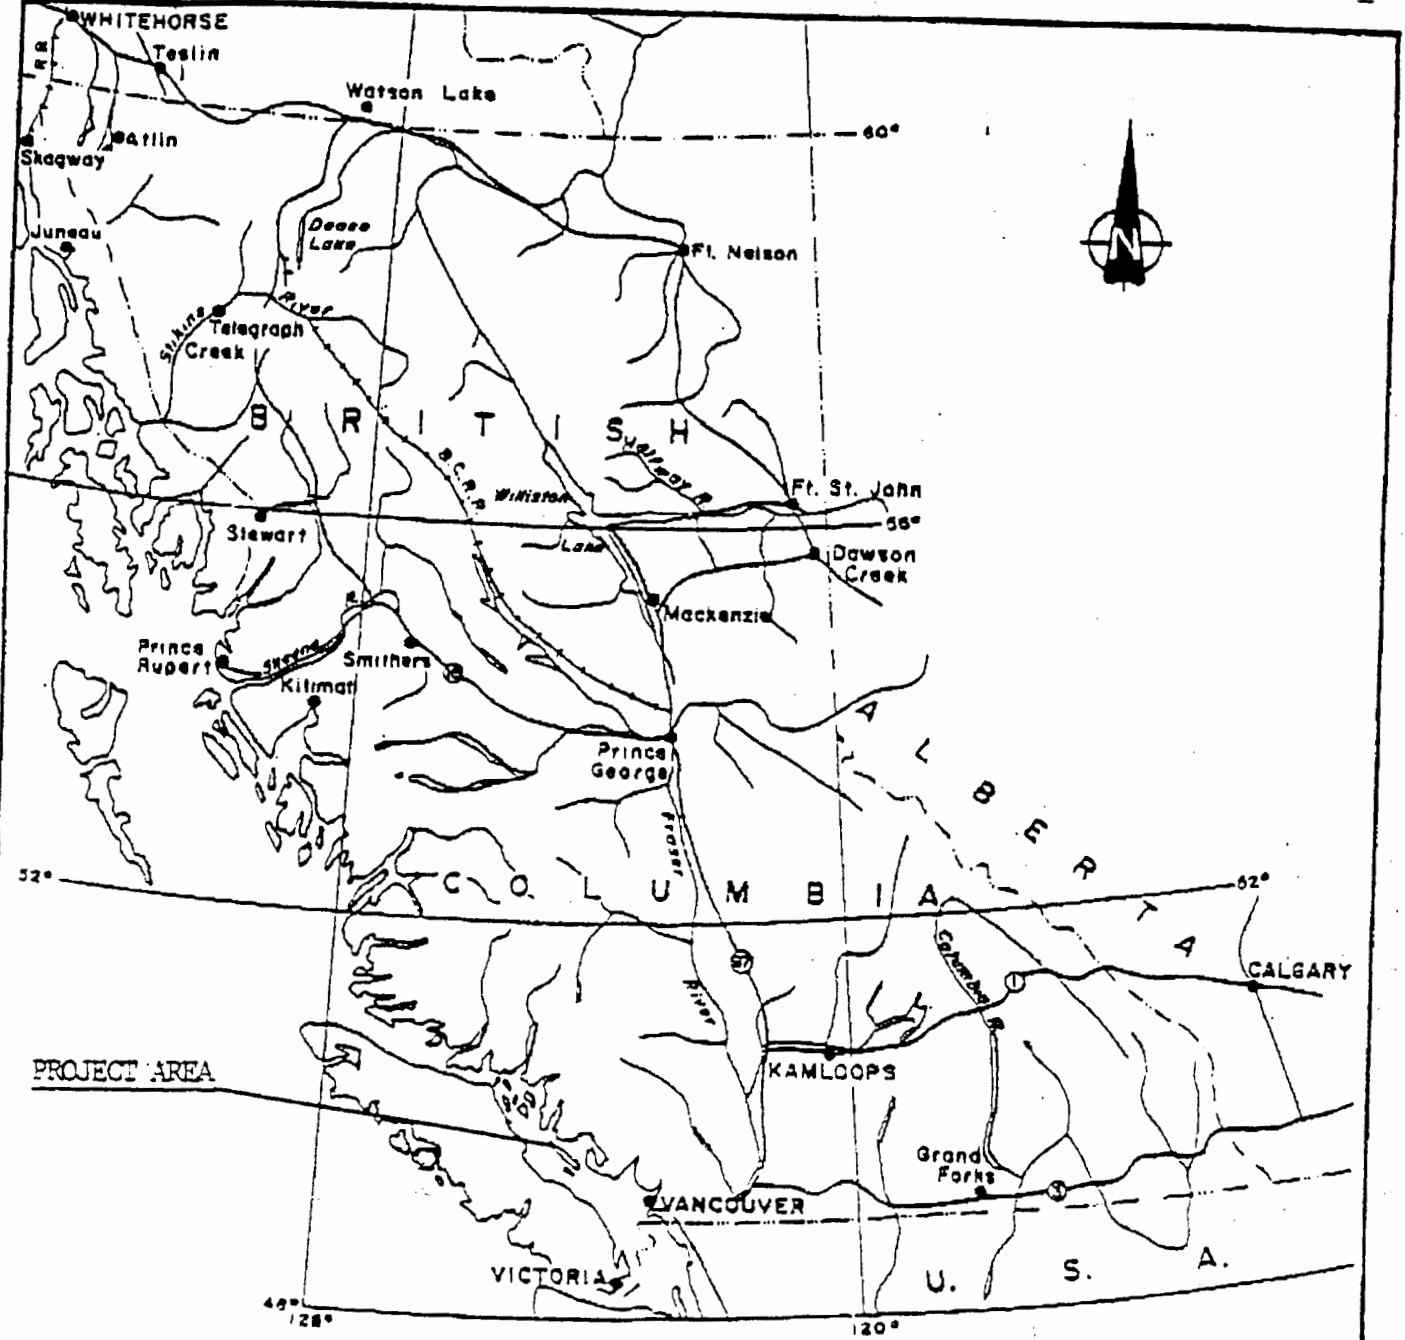 WHITEHORSE
Teslin
RR
Watson Lake
60°
Atlin
Skagway
Juneau
Dease
Lake
N
Ft. Nelson
River
Stikine
Telegraph
Creek
B R I T I S H
Halfway R
B.C.R.R
Williston
Ft. St. John
Stewart
56°
Lake
Dawson
Creek
R
Mackenzie
Prince
Rupert
Skeena
Smithers
Kitimat
16
A L B E R T A
Prince
George
Fraser
52°
C O L U M B I A
52°
Columbia
R
97
1
CALGARY
River
KAMLOOPS
PROJECT AREA
Grand
Forks
3
VANCOUVER
VICTORIA
U. S. A.
48°
128°
120°